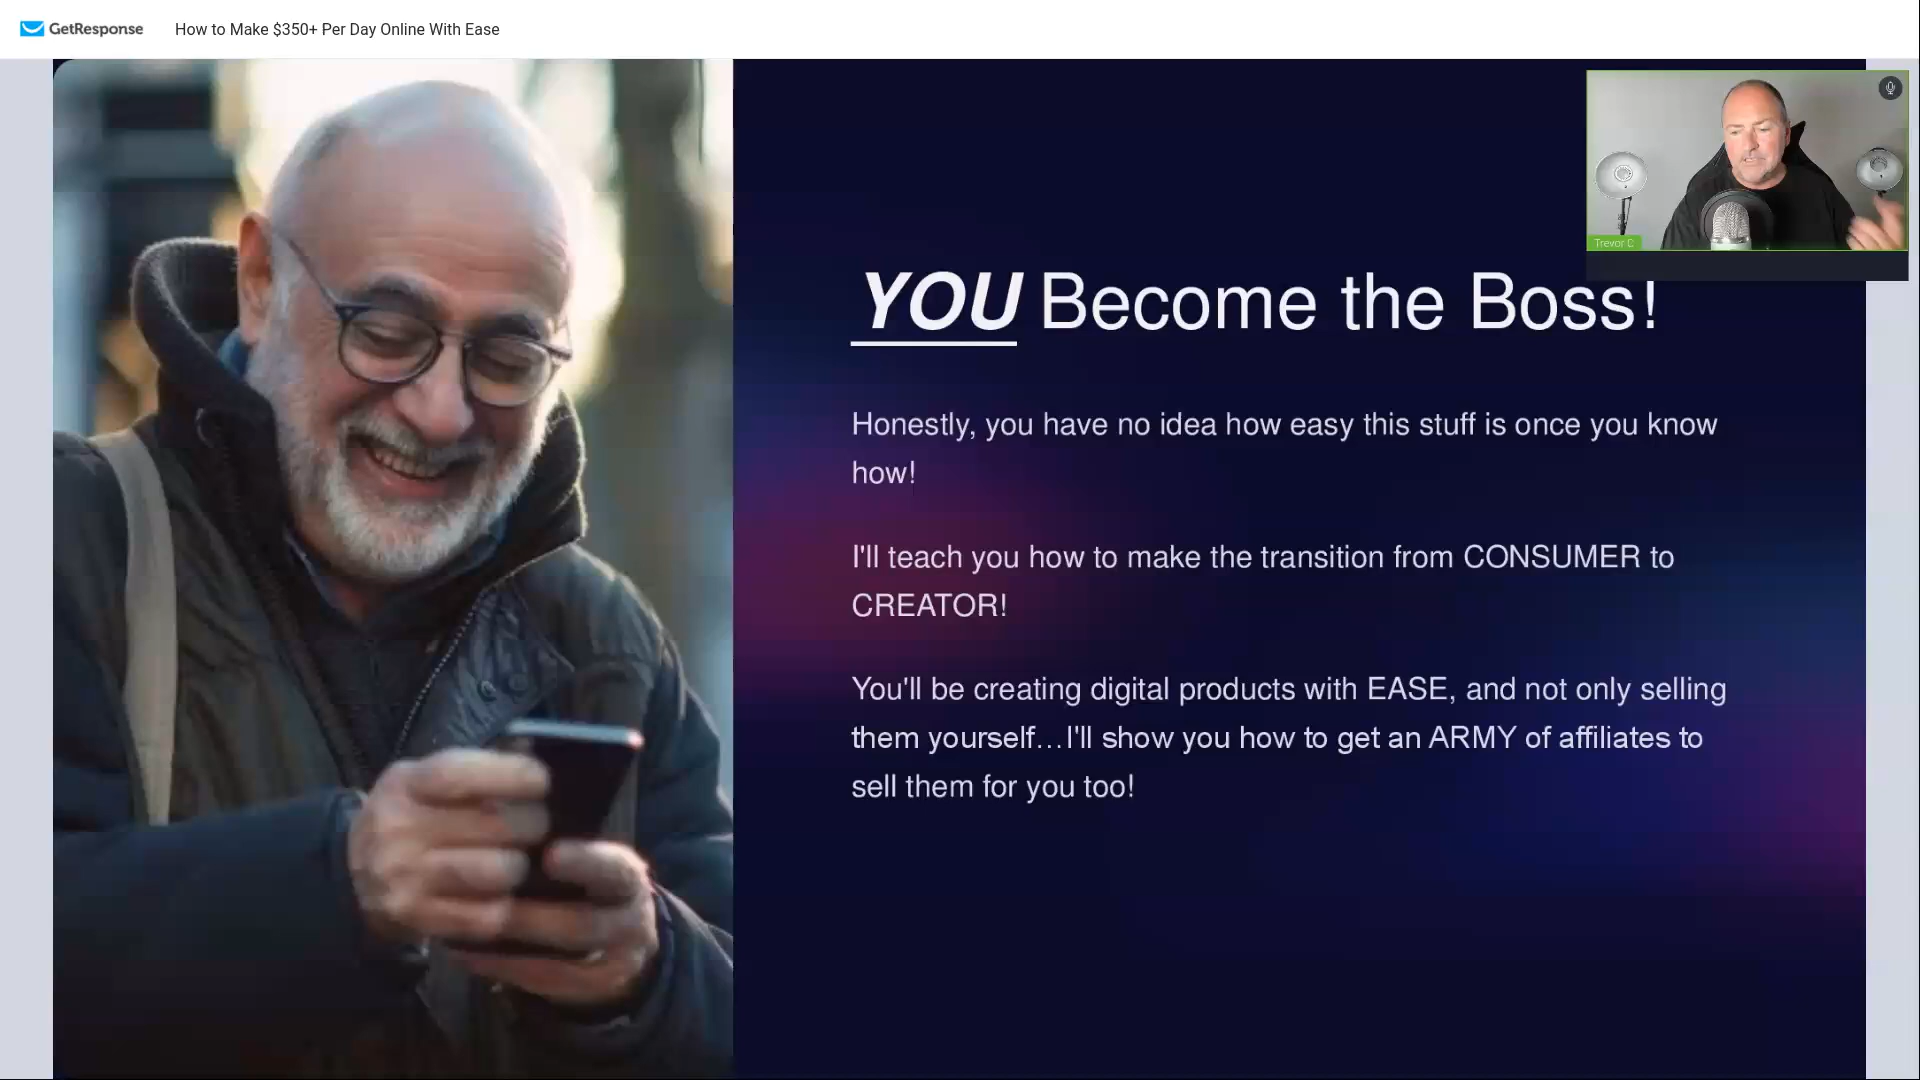 GetResponse
How to Make $350+ Per Day Online With Ease
Trevor C
YOU Become the Boss!
Honestly, you have no idea how easy this stuff is once you know
how!
I'll teach you how to make the transition from CONSUMER to
CREATOR!
You'll be creating digital products with EASE, and not only selling
them yourself…I'll show you how to get an ARMY of affiliates to
sell them for you too!